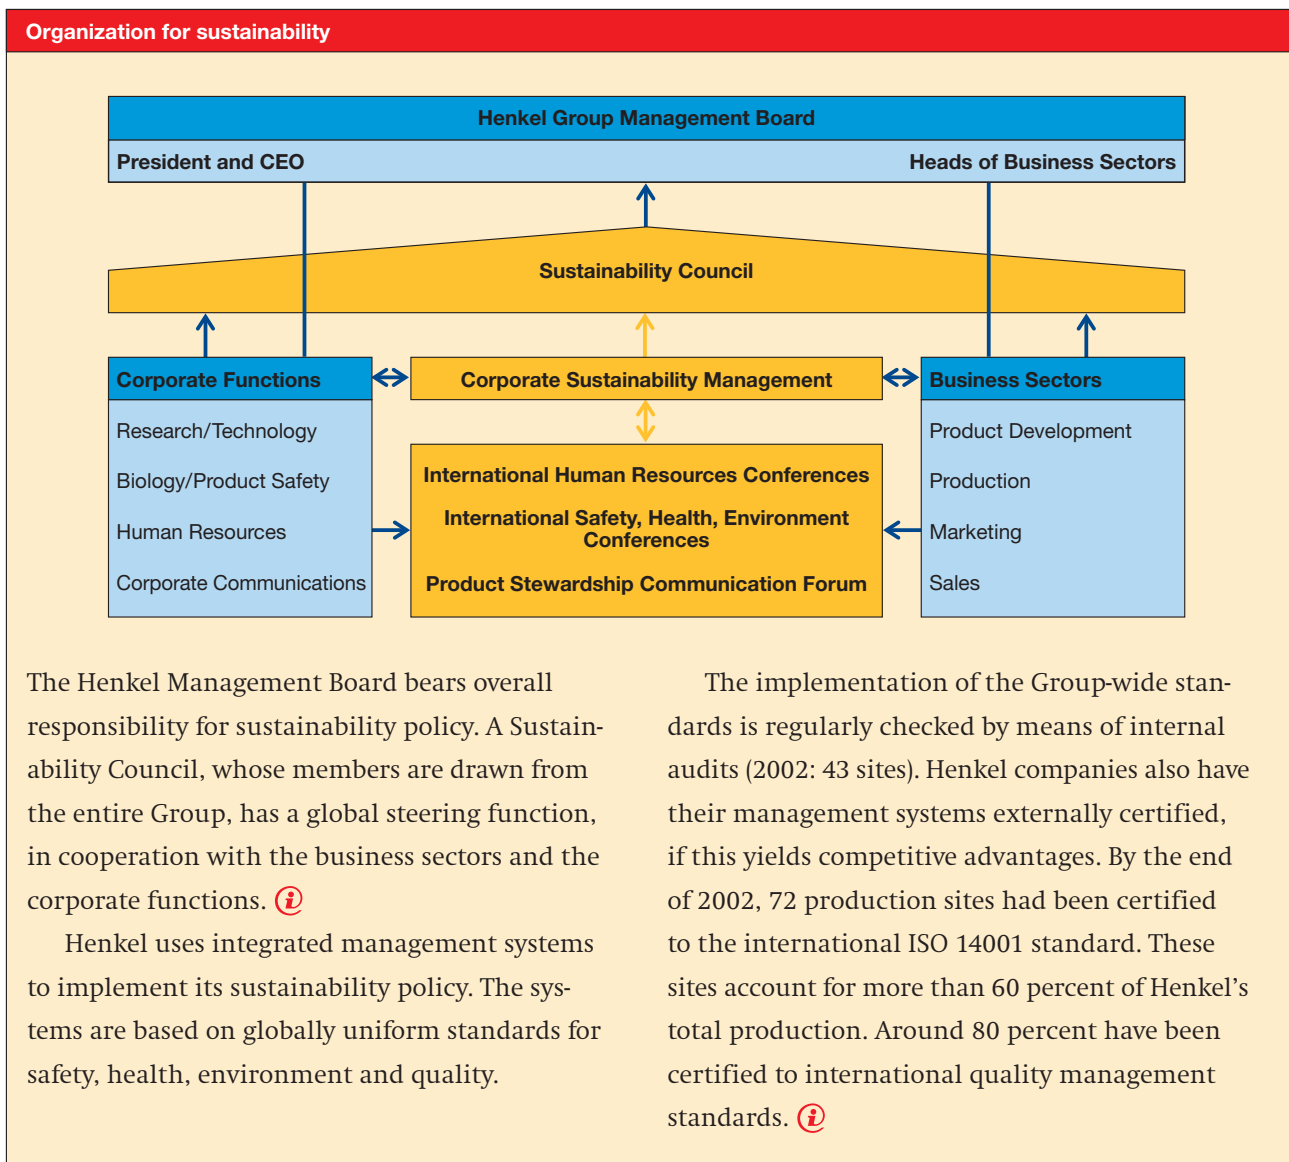 Organization for sustainability
Henkel Group Management Board
President and CEO
Heads of Business Sectors
Sustainability Council
Corporate Functions
Research/Technology
Biology/Product Safety
Human Resources
Corporate Communications
Corporate Sustainability Management
International Human Resources Conferences
International Safety, Health, Environment
Conferences
Product Stewardship Communication Forum
Business Sectors
Product Development
Production
Marketing
Sales
The Henkel Management Board bears overall
responsibility for sustainability policy. A Sustain-
ability Council, whose members are drawn from
the entire Group, has a global steering function,
in cooperation with the business sectors and the
corporate functions. i
Henkel uses integrated management systems
to implement its sustainability policy. The sys-
tems are based on globally uniform standards for
safety, health, environment and quality.
The implementation of the Group-wide stan-
dards is regularly checked by means of internal
audits (2002: 43 sites). Henkel companies also have
their management systems externally certified,
if this yields competitive advantages. By the end
of 2002, 72 production sites had been certified
to the international ISO 14001 standard. These
sites account for more than 60 percent of Henkel’s
total production. Around 80 percent have been
certified to international quality management
standards. i